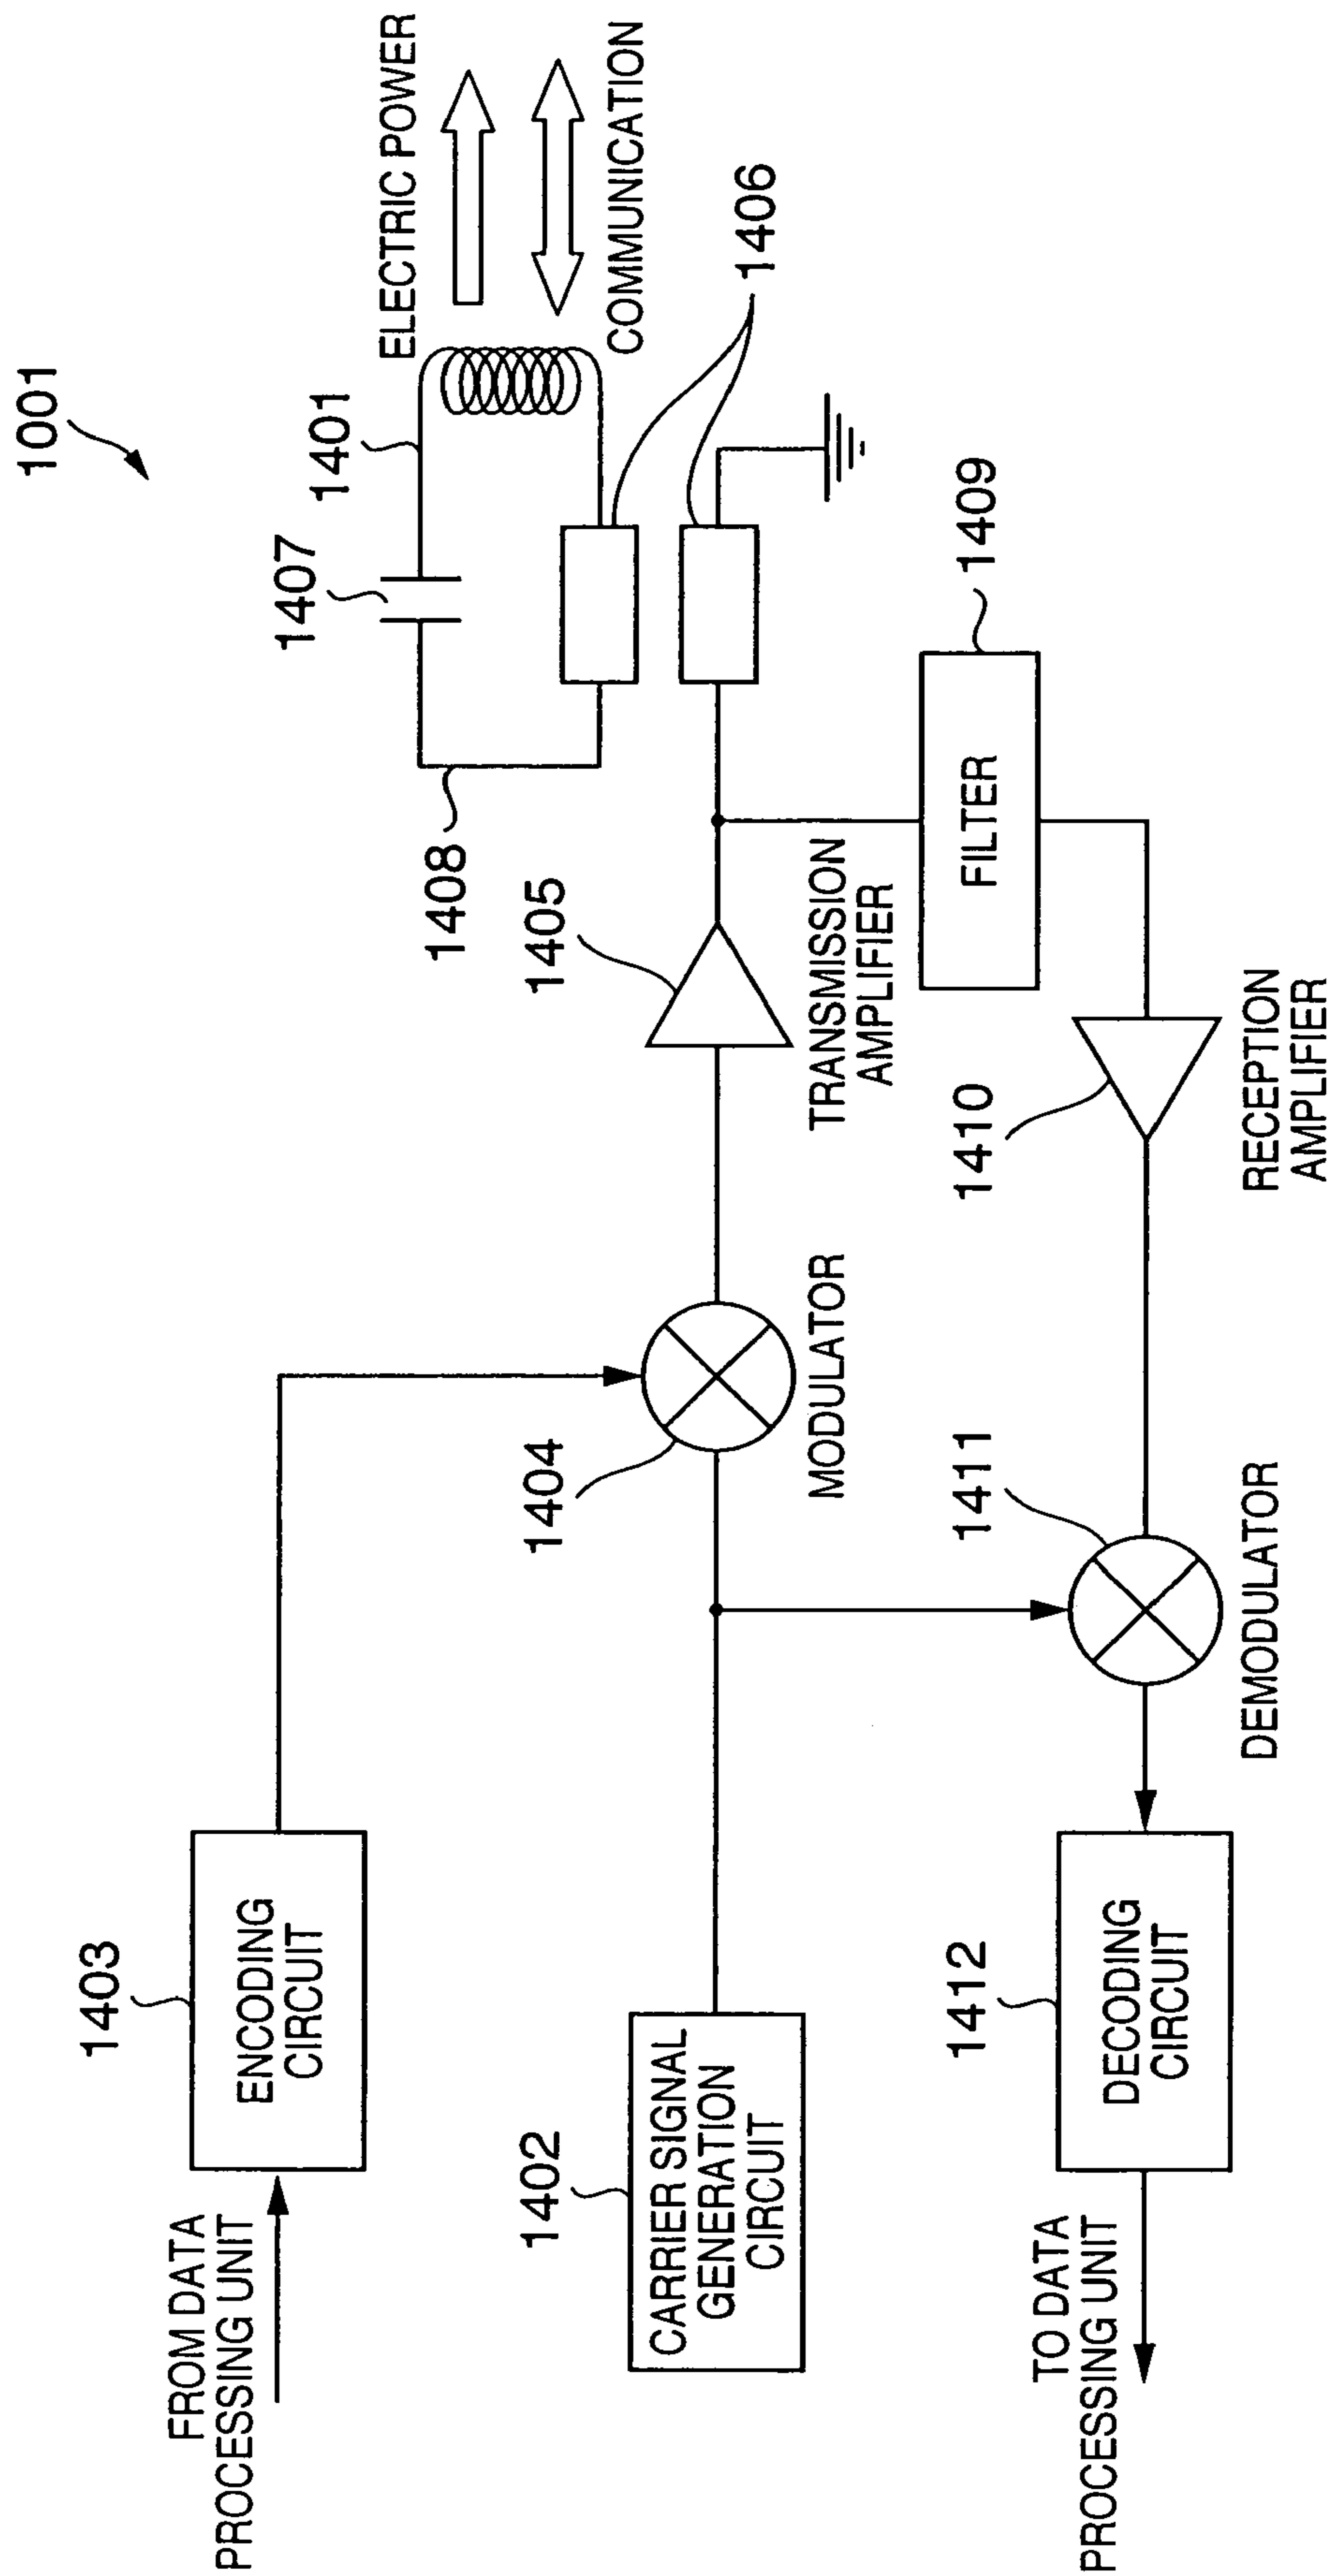 1001
ELECTRIC POWER
COMMUNICATION
1401
1407
1408
1406
1405
TRANSMISSION
AMPLIFIER
FILTER
1409
1404
MODULATOR
1410
RECEPTION
AMPLIFIER
1411
DEMODULATOR
1403
ENCODING
CIRCUIT
FROM DATA
PROCESSING UNIT
1402
CARRIER SIGNAL
GENERATION
CIRCUIT
1412
DECODING
CIRCUIT
TO DATA
PROCESSING UNIT